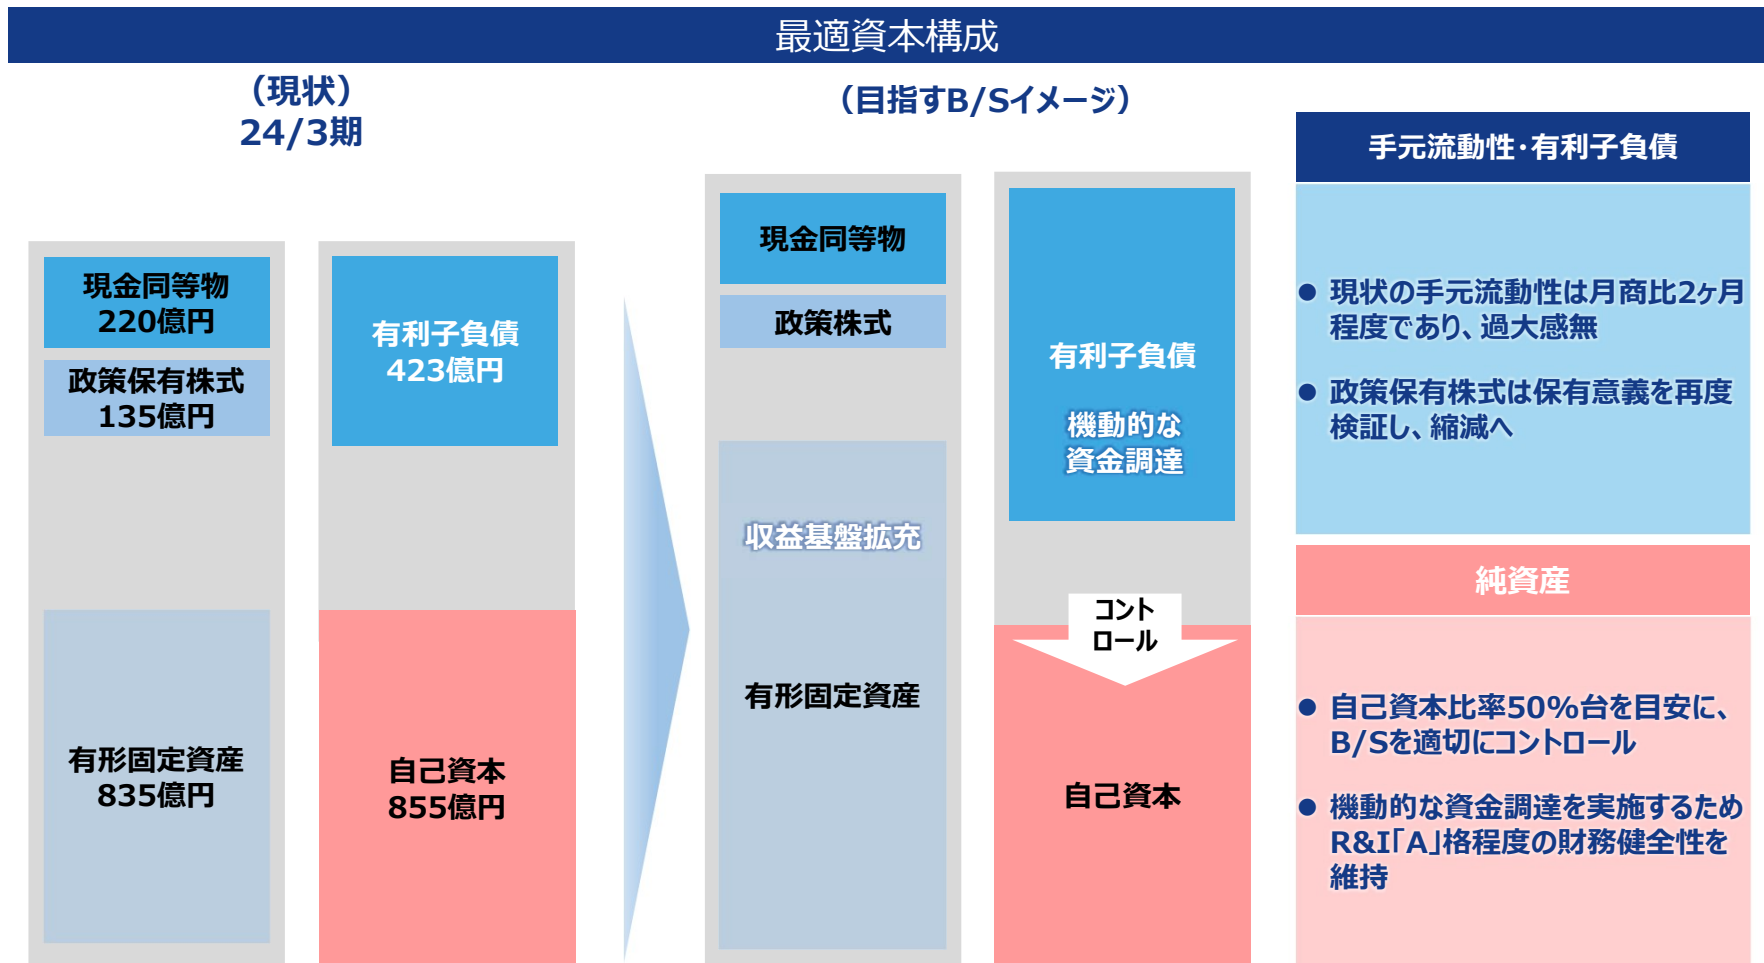 最適資本構成
（現状）
24/3期
現金同等物
220億円
政策保有株式
135億円
有形固定資産
835億円
有利子負債
423億円
自己資本
855億円
（目指すB/Sイメージ）
現金同等物
政策株式
収益基盤拡充
有形固定資産
有利子負債
機動的な
資金調達
コント
ロール
自己資本
手元流動性･有利子負債
● 現状の手元流動性は月商比2ヶ月
程度であり、過大感無
● 政策保有株式は保有意義を再度
検証し、縮減へ
純資産
● 自己資本比率50%台を目安に、
B/Sを適切にコントロール
● 機動的な資金調達を実施するため
R&I「A」格程度の財務健全性を
維持